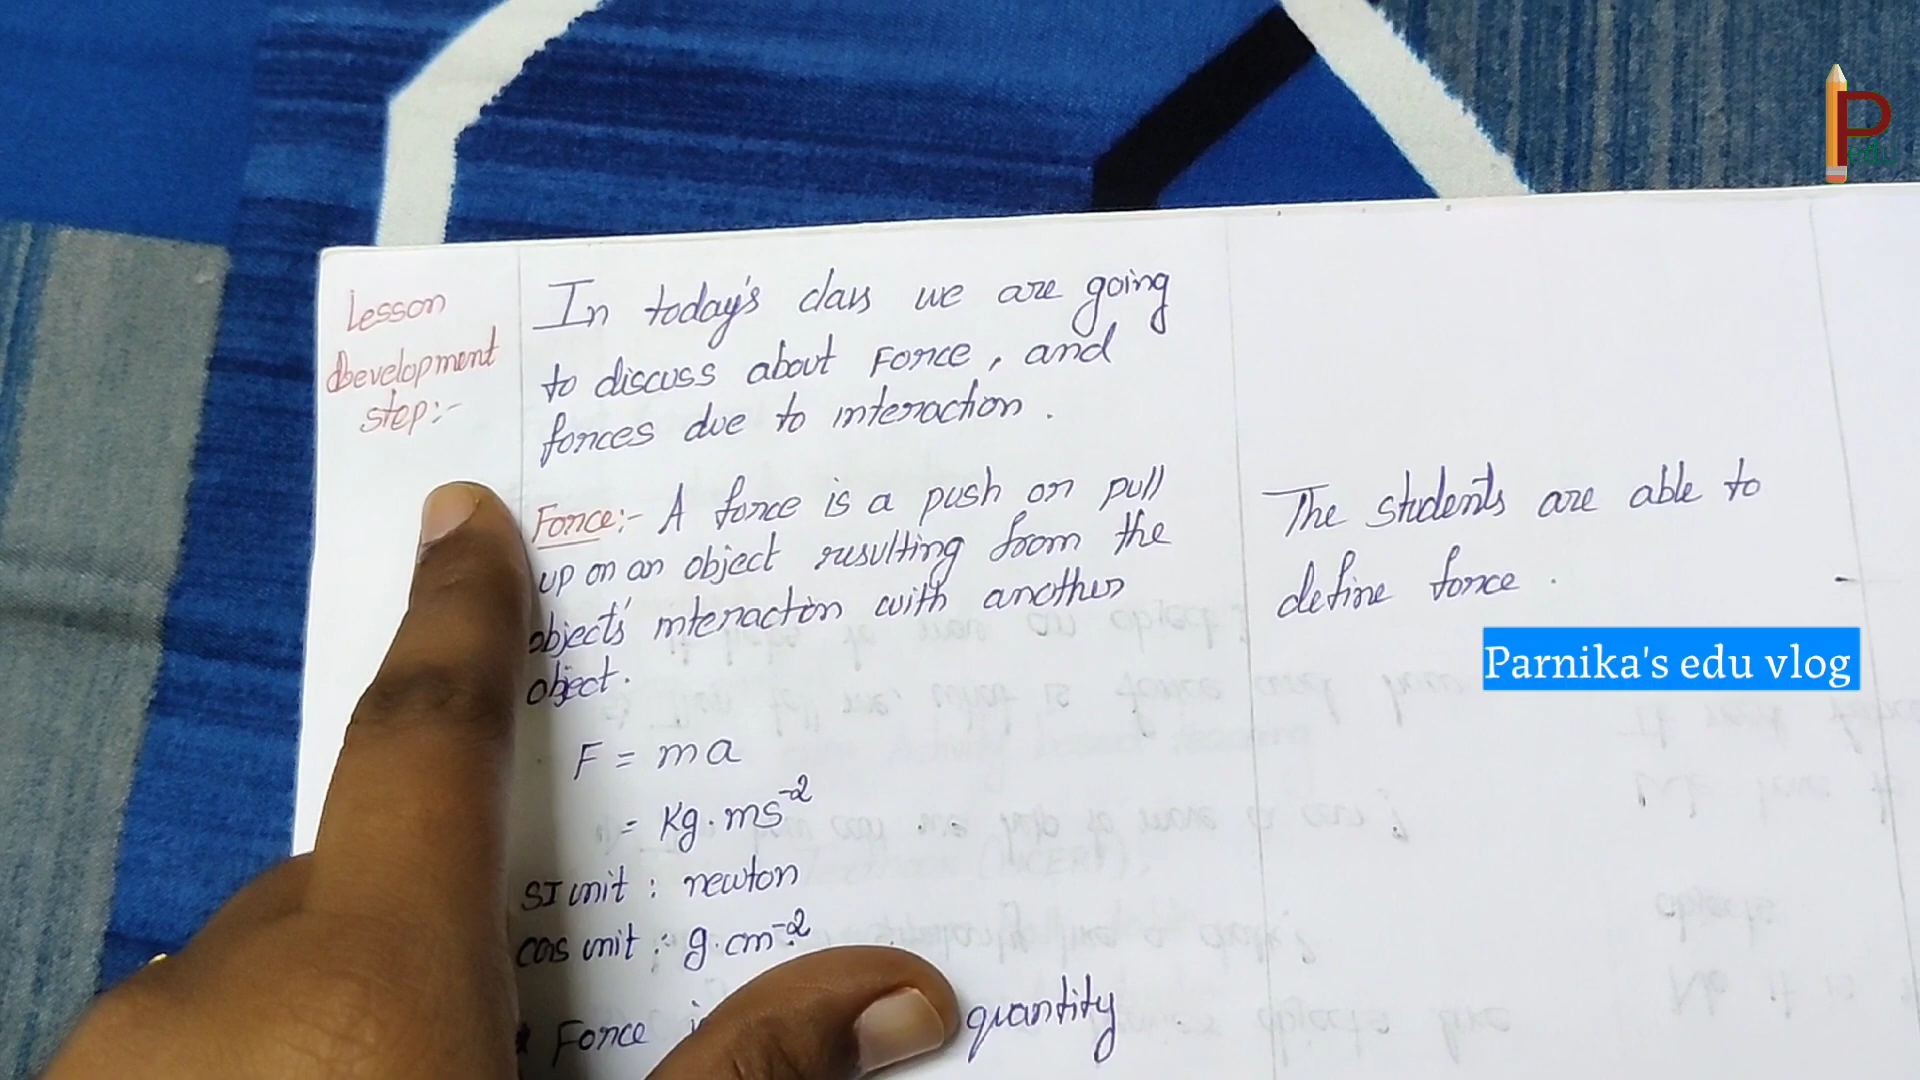 Lesson
Development
step:-
In today's class we are going
to discuss about Force, and
forces due to interaction.
Force:- A force is a push or pull
up on an object resulting from the
objects' interaction with another
object.
F = ma
= Kg.ms⁻²
SI unit : newton
CGS unit : g.cm⁻²
* Force
quantity
The students are able to
define force.
Parnika's edu vlog
P
edu